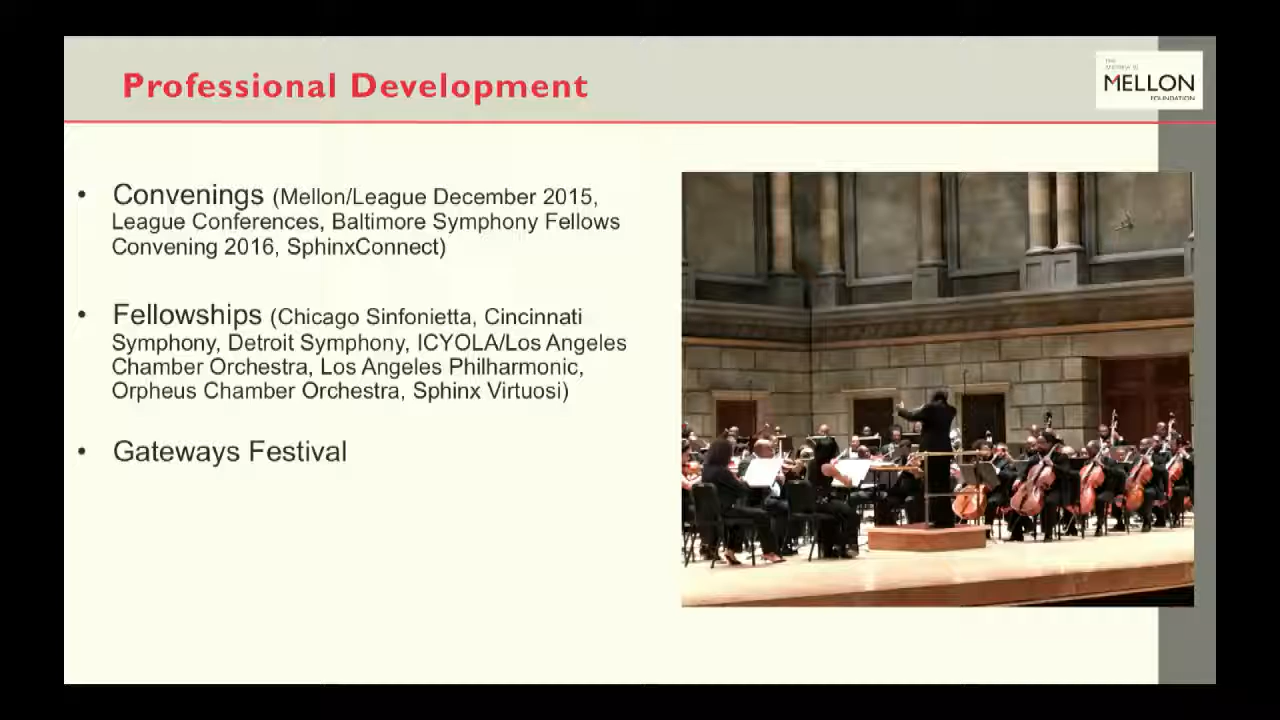 Professional Development
THE
ANDREW W.
MELLON
FOUNDATION
• Convenings (Mellon/League December 2015,
League Conferences, Baltimore Symphony Fellows
Convening 2016, SphinxConnect)
• Fellowships (Chicago Sinfonietta, Cincinnati
Symphony, Detroit Symphony, ICYOLA/Los Angeles
Chamber Orchestra, Los Angeles Philharmonic,
Orpheus Chamber Orchestra, Sphinx Virtuosi)
• Gateways Festival